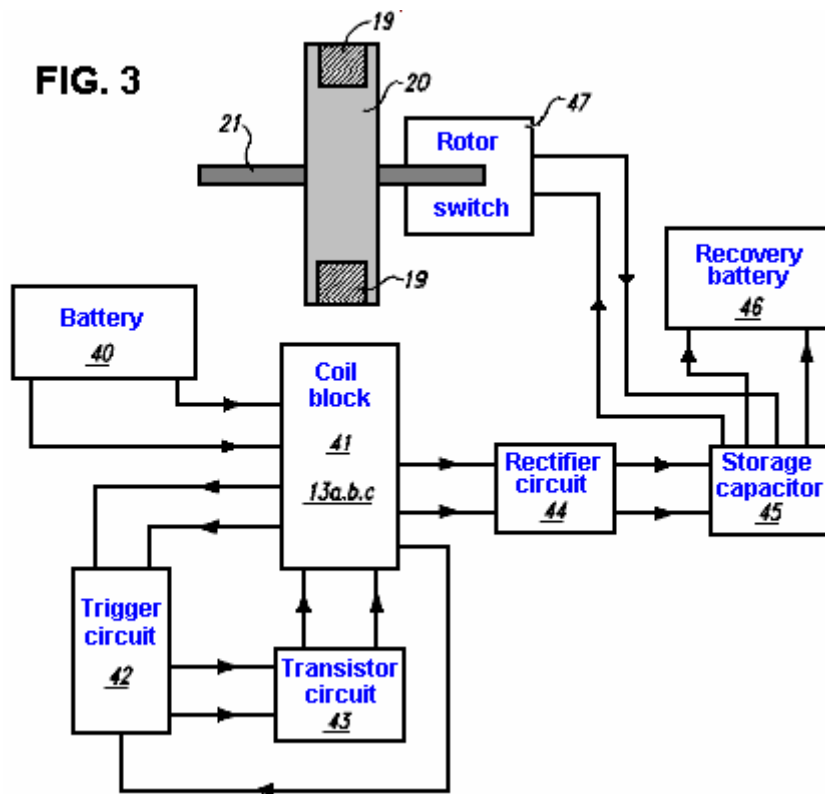 FIG. 3
19
20
21
47
Rotor
switch
19
Recovery
battery
46
Battery
40
Coil
block
41
13a.b.c
Rectifier
circuit
44
Storage
capacitor
45
Trigger
circuit
42
Transistor
circuit
43